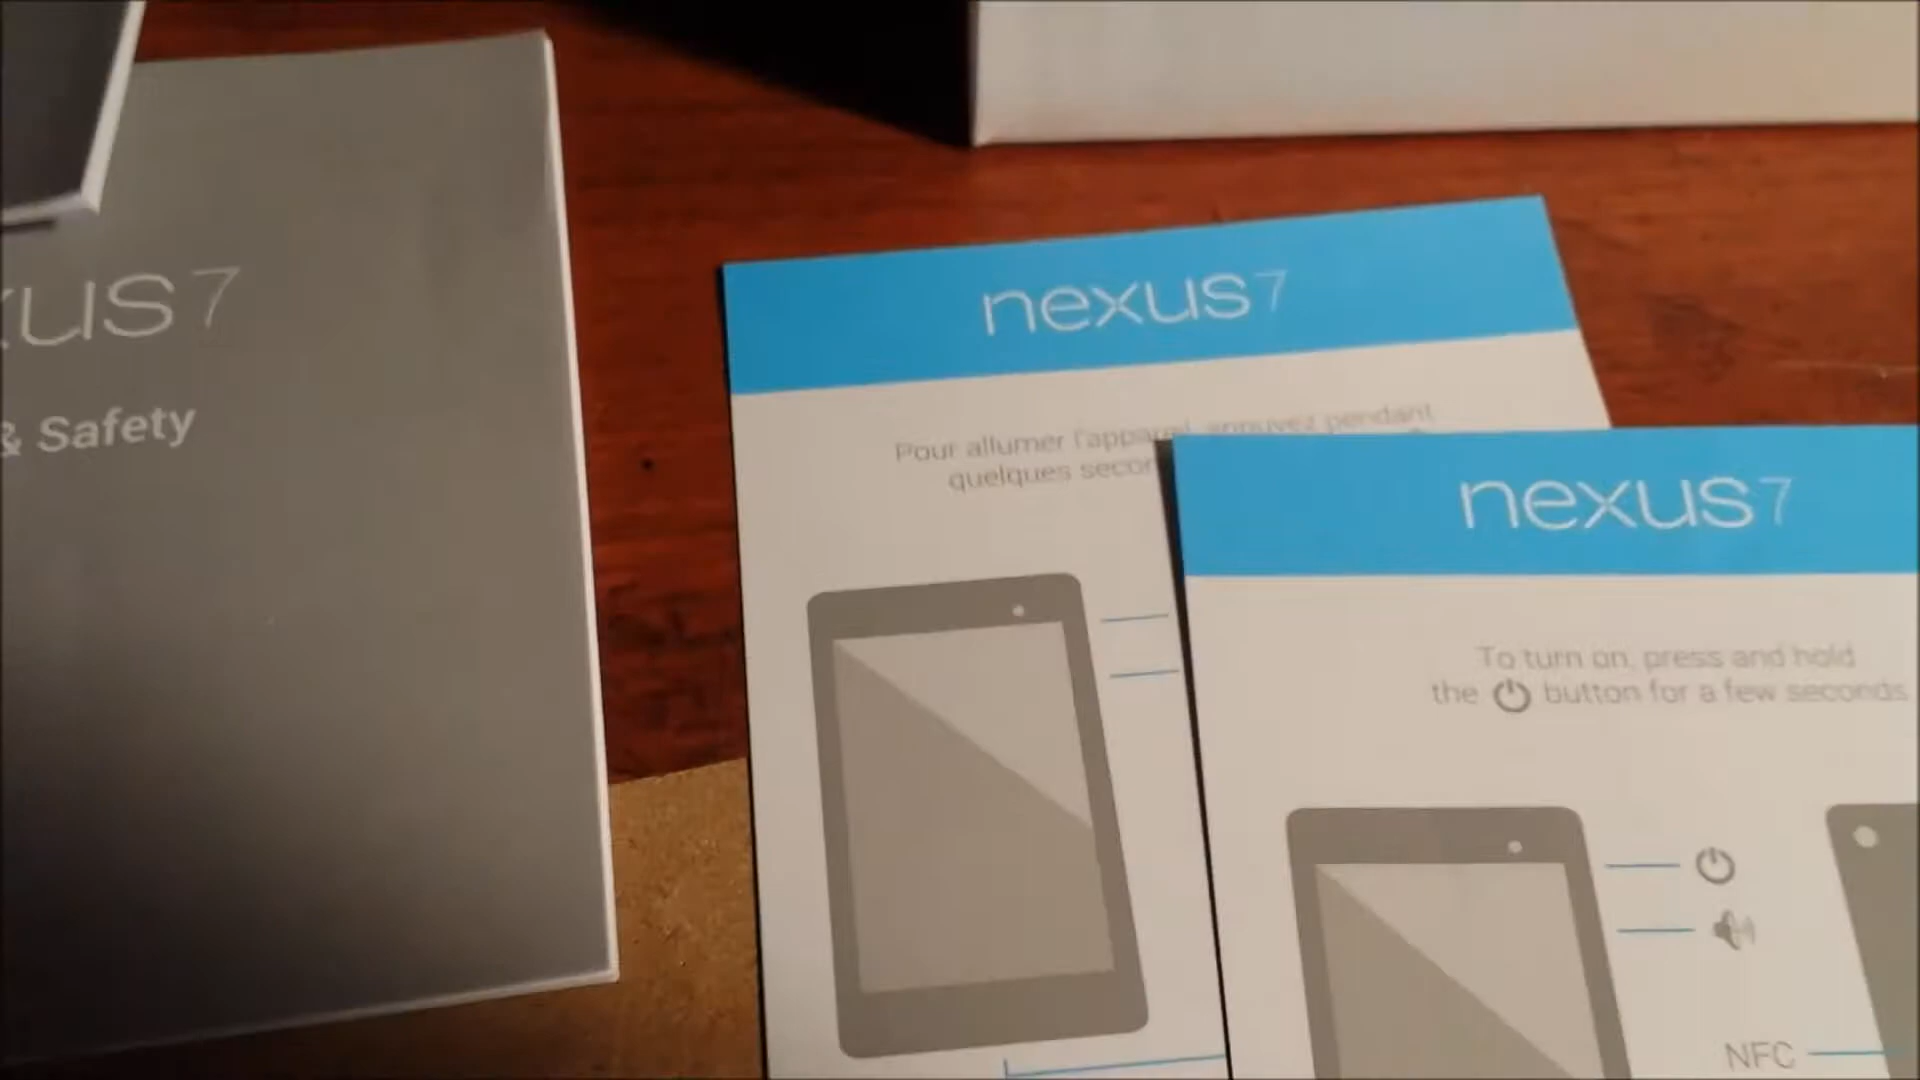 xus7
& Safety
nexus7
Pour allumer l'appareil, appuyez pendant
quelques secon
nexus7
To turn on, press and hold
the button for a few seconds
NFC